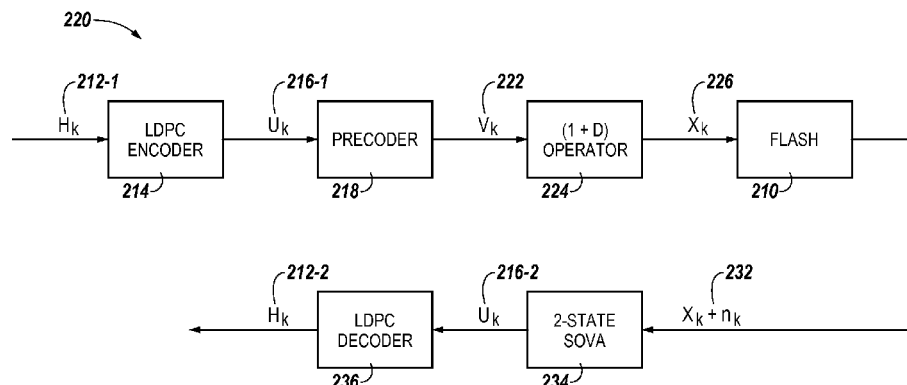 220
212-1
216-1
222
226
Hk
LDPC
ENCODER
214
Uk
PRECODER
218
Vk
(1 + D)
OPERATOR
224
Xk
FLASH
210
212-2
216-2
232
Hk
LDPC
DECODER
236
Uk
2-STATE
SOVA
234
Xk + nk